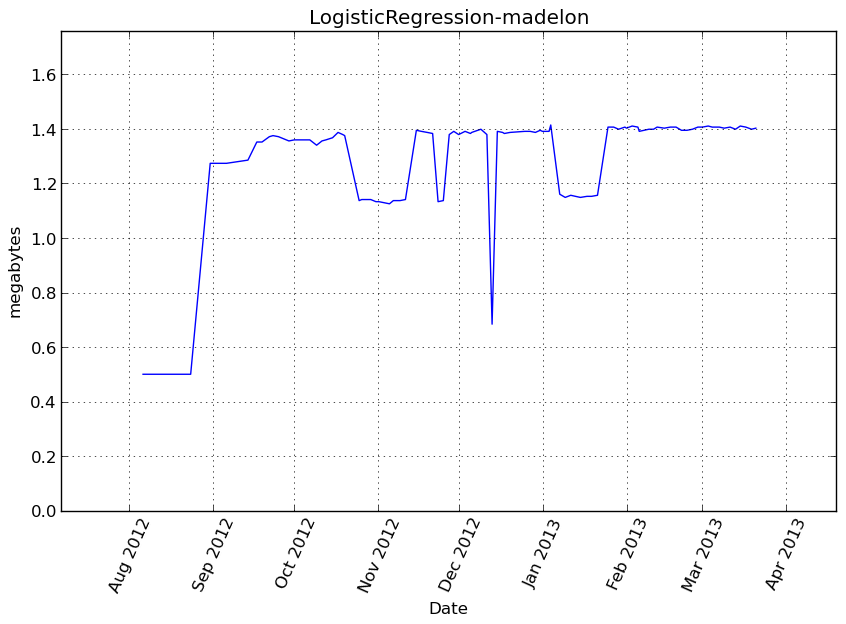 LogisticRegression-madelon
1.6
1.4
1.2
1.0
0.8
0.6
0.4
0.2
0.0
megabytes
Aug 2012
Sep 2012
Oct 2012
Nov 2012
Dec 2012
Jan 2013
Feb 2013
Mar 2013
Apr 2013
Date